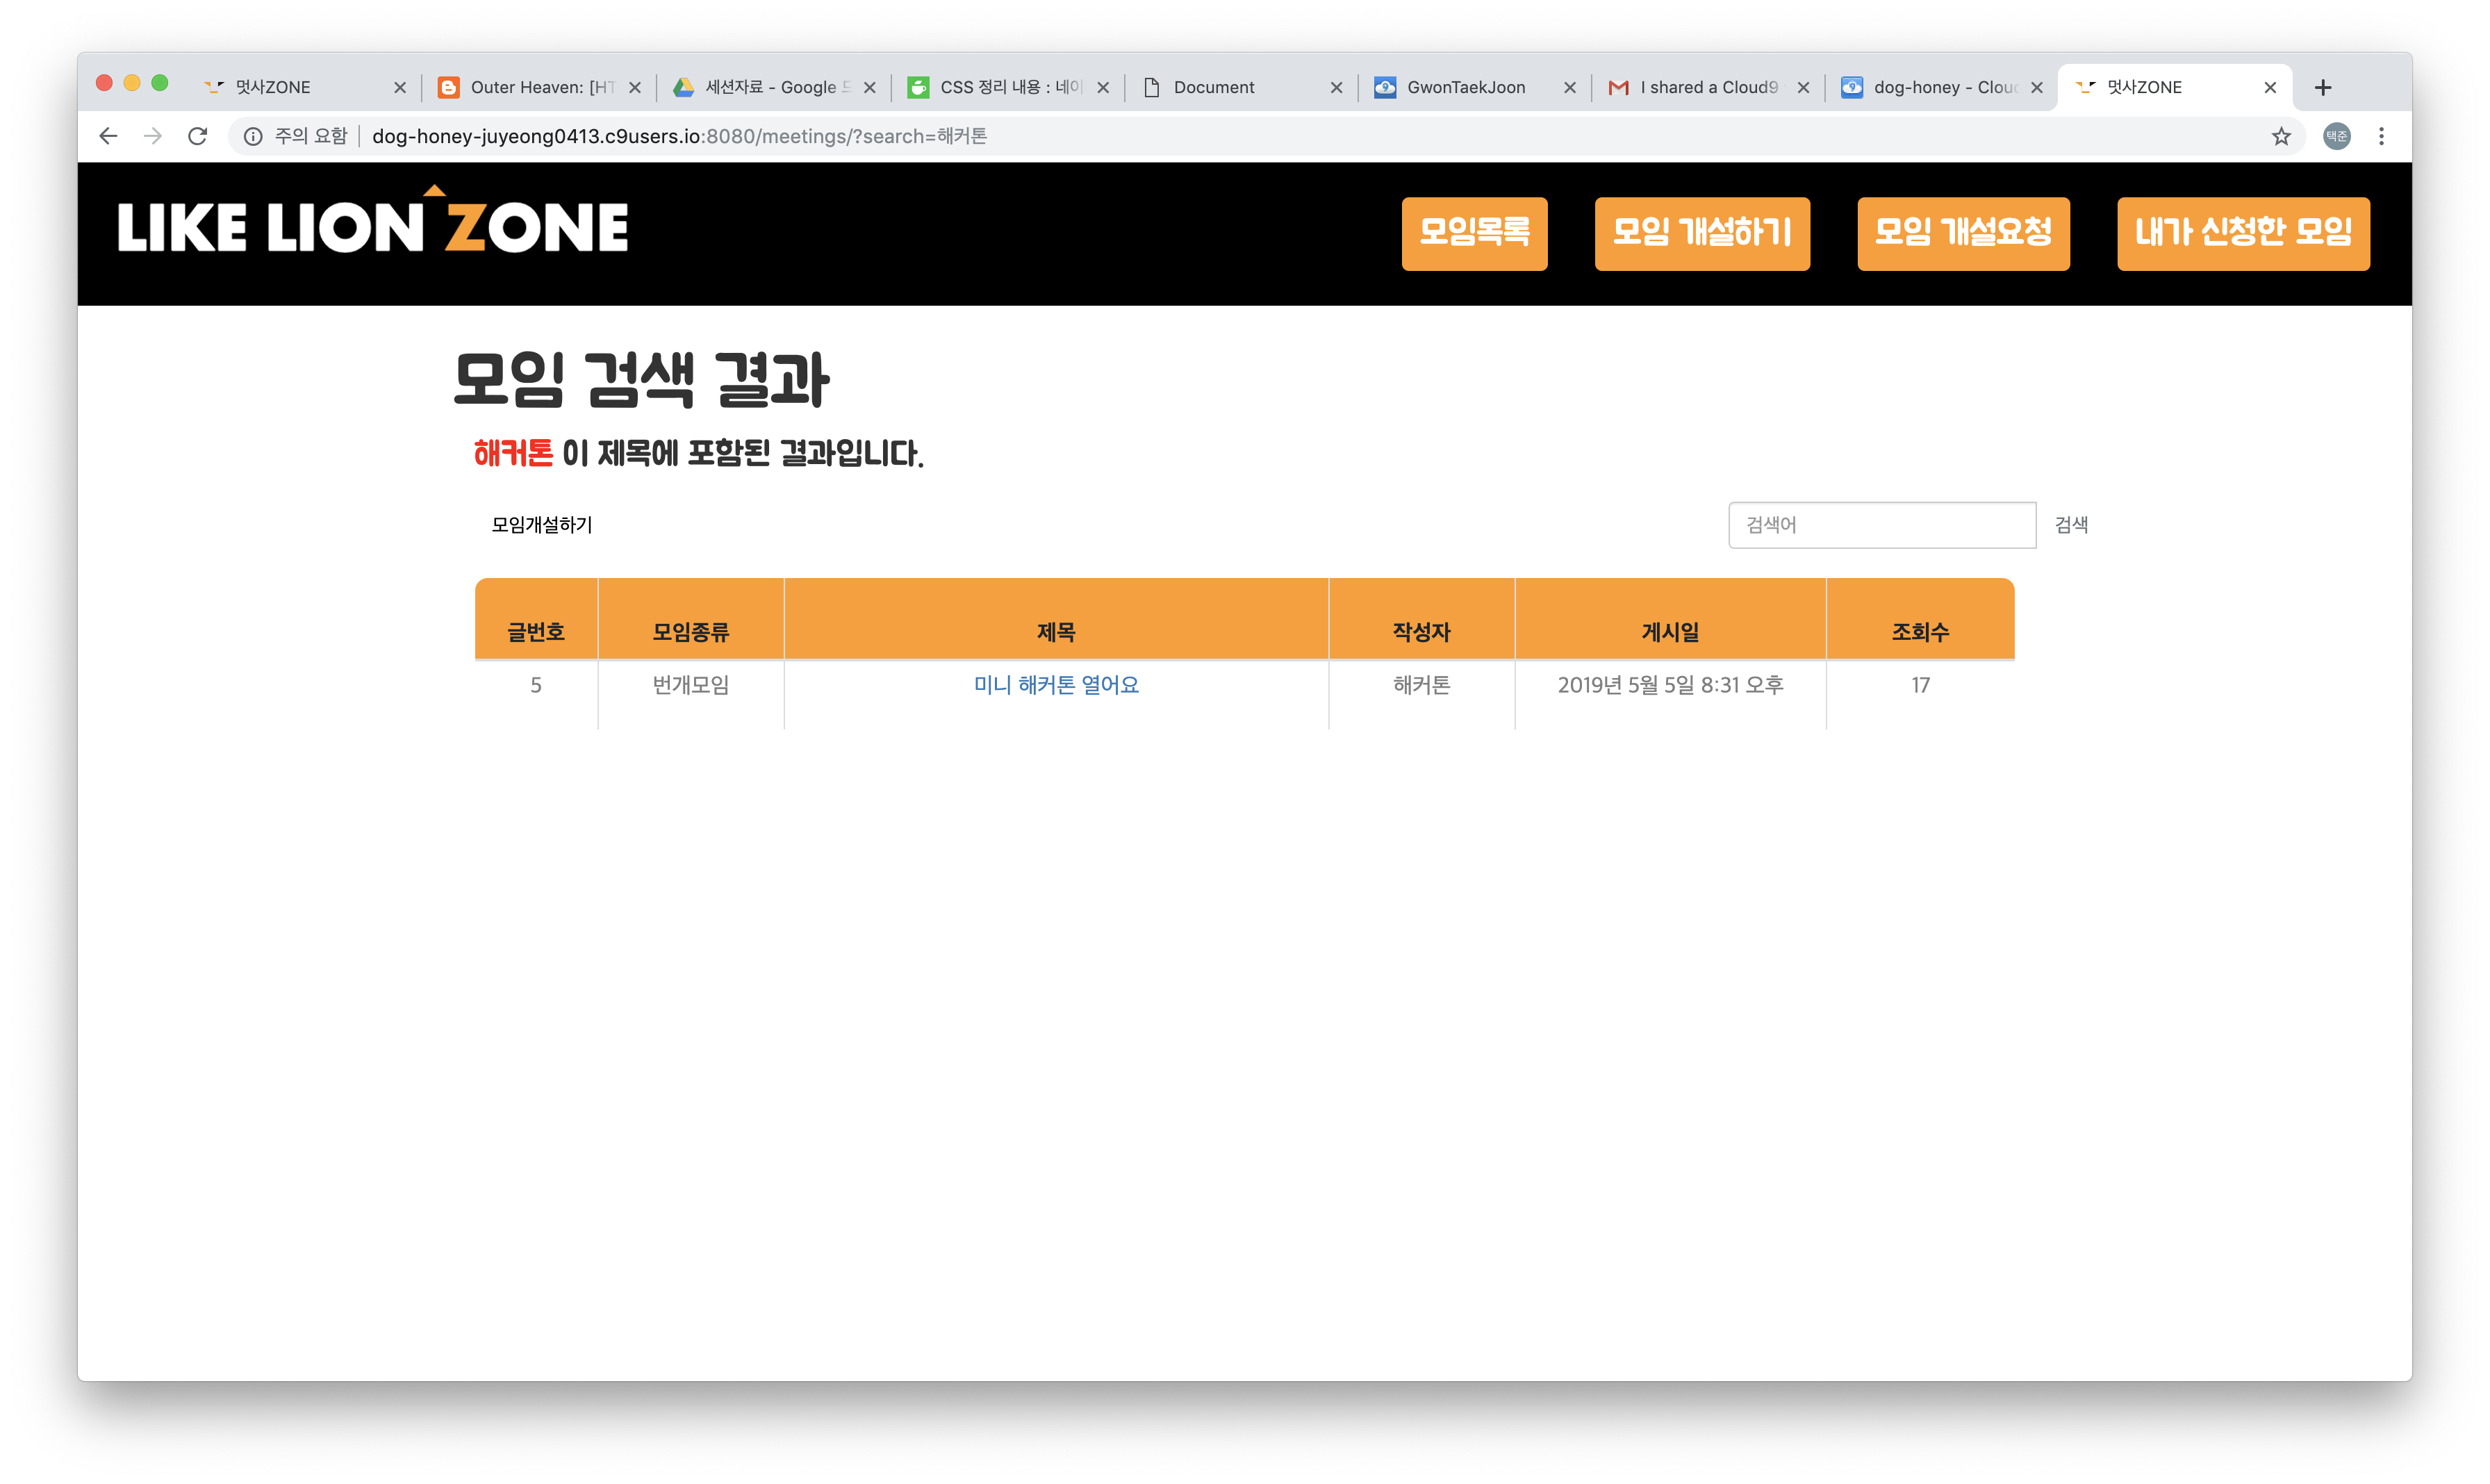 멋사ZONE
Outer Heaven: [HT
세션자료 - Google 드
CSS 정리 내용 : 네이
Document
GwonTaekJoon
I shared a Cloud9
dog-honey - Cloud
멋사ZONE
주의 요함 dog-honey-juyeong0413.c9users.io:8080/meetings/?search=해커톤
택준
LIKE LION ZONE
모임목록
모임 개설하기
모임 개설요청
내가 신청한 모임
모임 검색 결과
해커톤 이 제목에 포함된 결과입니다.
모임개설하기
검색어
검색
글번호 모임종류 제목 작성자 게시일 조회수
5 번개모임 미니 해커톤 열어요 해커톤 2019년 5월 5일 8:31 오후 17